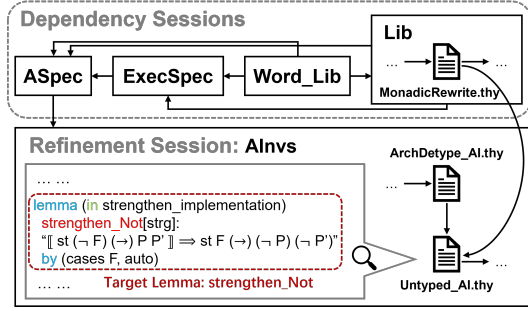 Dependency Sessions
Lib
ASpec
ExecSpec
Word_Lib
...
...
MonadicRewrite.thy
Refinement Session: AInvs
ArchDetype_AI.thy
... ...
lemma (in strengthen_implementation)
strengthen_Not[strg]:
“⟦ st (¬ F) (→) P P’ ⟧ ⟹ st F (→) (¬ P) (¬ P’)”
by (cases F, auto)
... ...
Target Lemma: strengthen_Not
...
...
Untyped_AI.thy